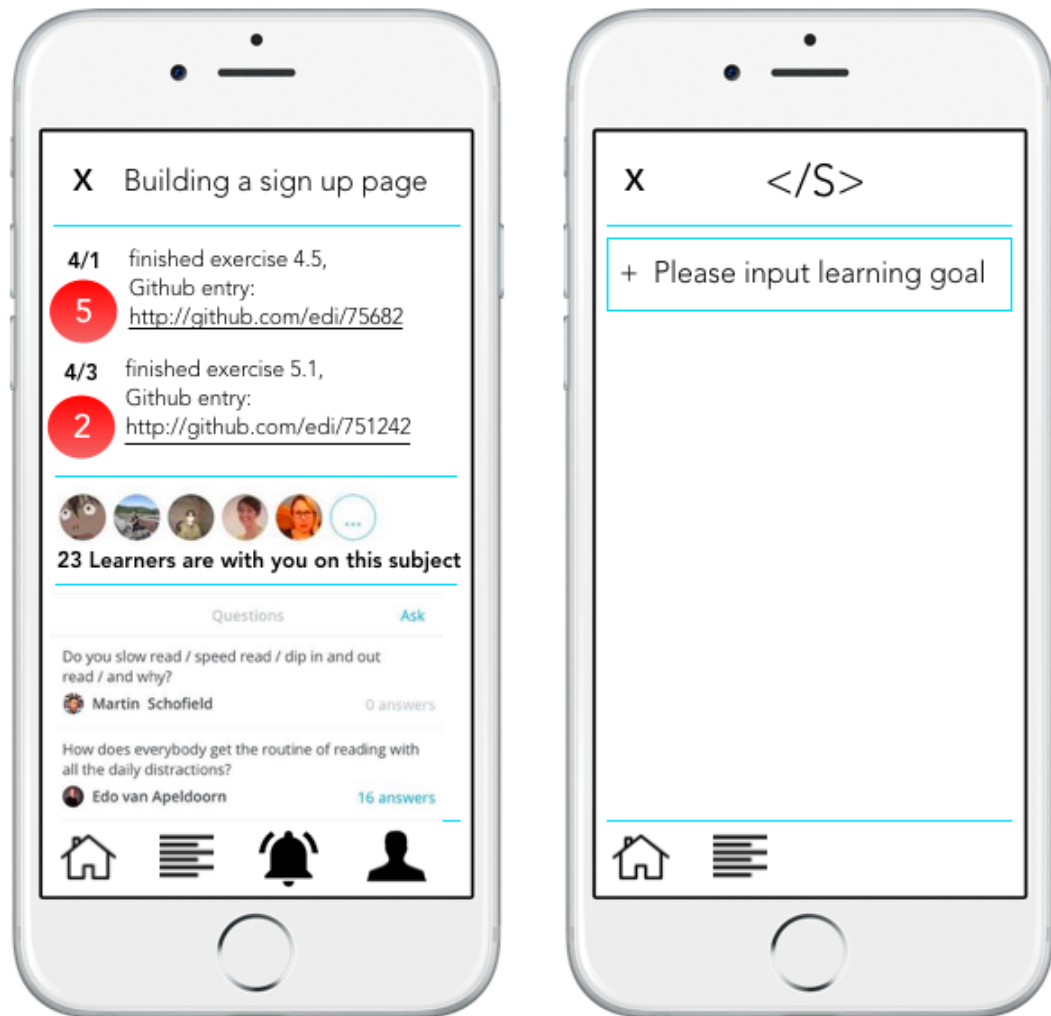 X Building a sign up page
4/1 finished exercise 4.5,
Github entry:
5 http://github.com/edi/75682
4/3 finished exercise 5.1,
Github entry:
2 http://github.com/edi/751242
...
23 Learners are with you on this subject
Questions Ask
Do you slow read / speed read / dip in and out
read / and why?
Martin Schofield 0 answers
How does everybody get the routine of reading with
all the daily distractions?
Edo van Apeldoorn 16 answers
X </S>
+ Please input learning goal